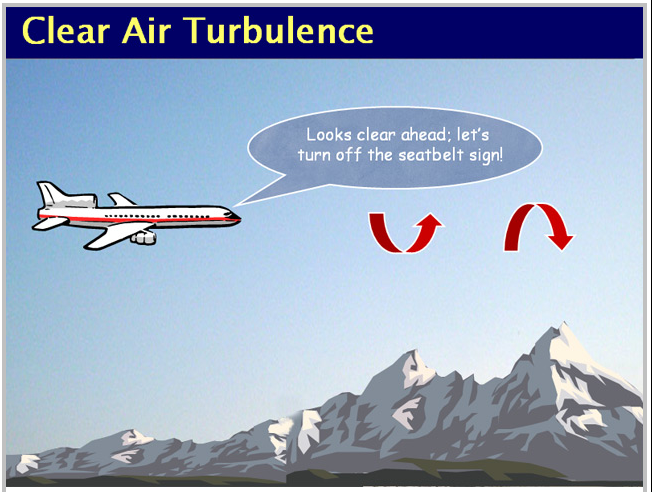 Clear Air Turbulence
Looks clear ahead; let's
turn off the seatbelt sign!